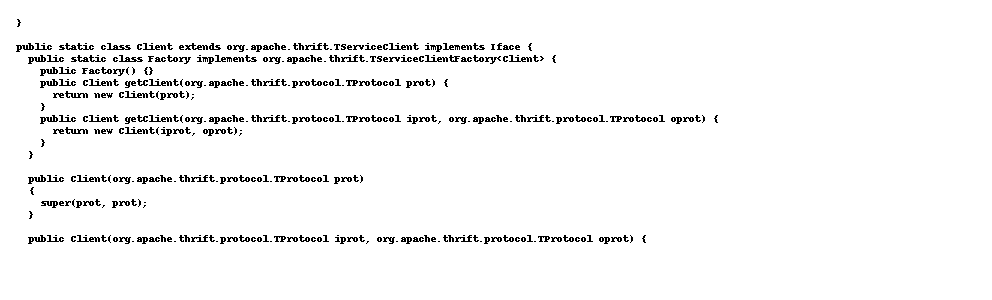 }
public static class Client extends org.apache.thrift.TServiceClient implements Iface {
public static class Factory implements org.apache.thrift.TServiceClientFactory<Client> {
public Factory() {}
public Client getClient(org.apache.thrift.protocol.TProtocol prot) {
return new Client(prot);
}
public Client getClient(org.apache.thrift.protocol.TProtocol iprot, org.apache.thrift.protocol.TProtocol oprot) {
return new Client(iprot, oprot);
}
}
public Client(org.apache.thrift.protocol.TProtocol prot)
{
super(prot, prot);
}
public Client(org.apache.thrift.protocol.TProtocol iprot, org.apache.thrift.protocol.TProtocol oprot) {